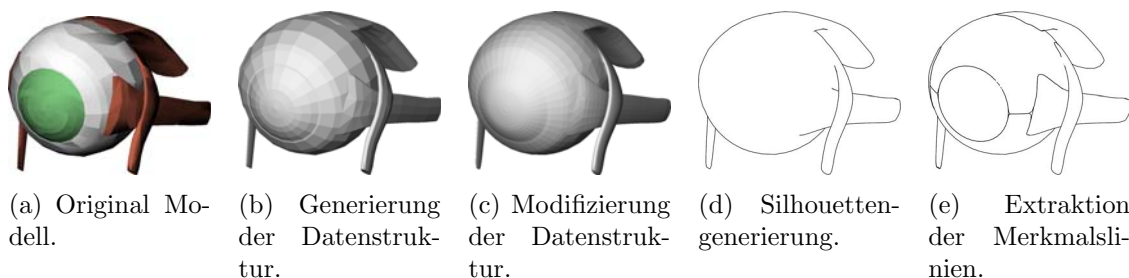 (a) Original Mo-
dell.
(b) Generierung
der Datenstruk-
tur.
(c) Modifizierung
der Datenstruk-
tur.
(d) Silhouetten-
generierung.
(e) Extraktion
der Merkmalsli-
nien.